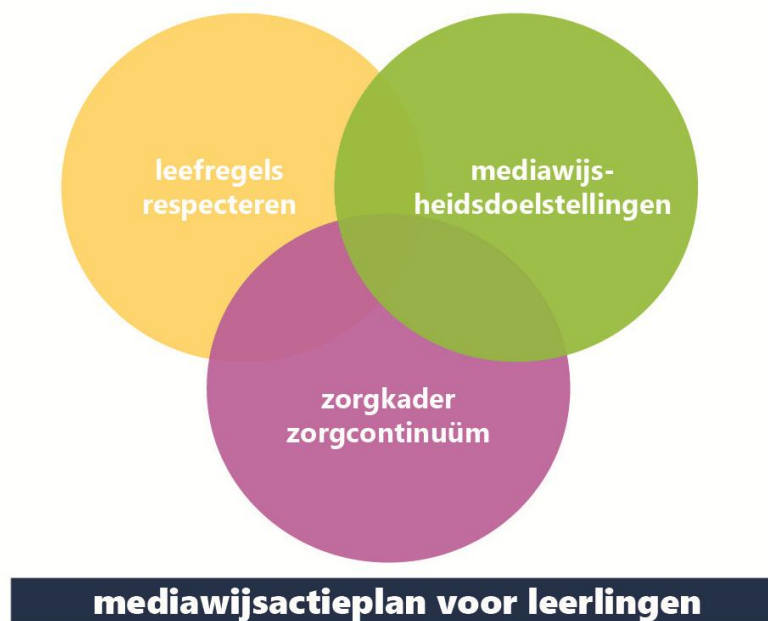 leefregels
respecteren
mediawijs-
heidsdoelstellingen
zorgkader
zorgcontinuüm
mediawijsactieplan voor leerlingen